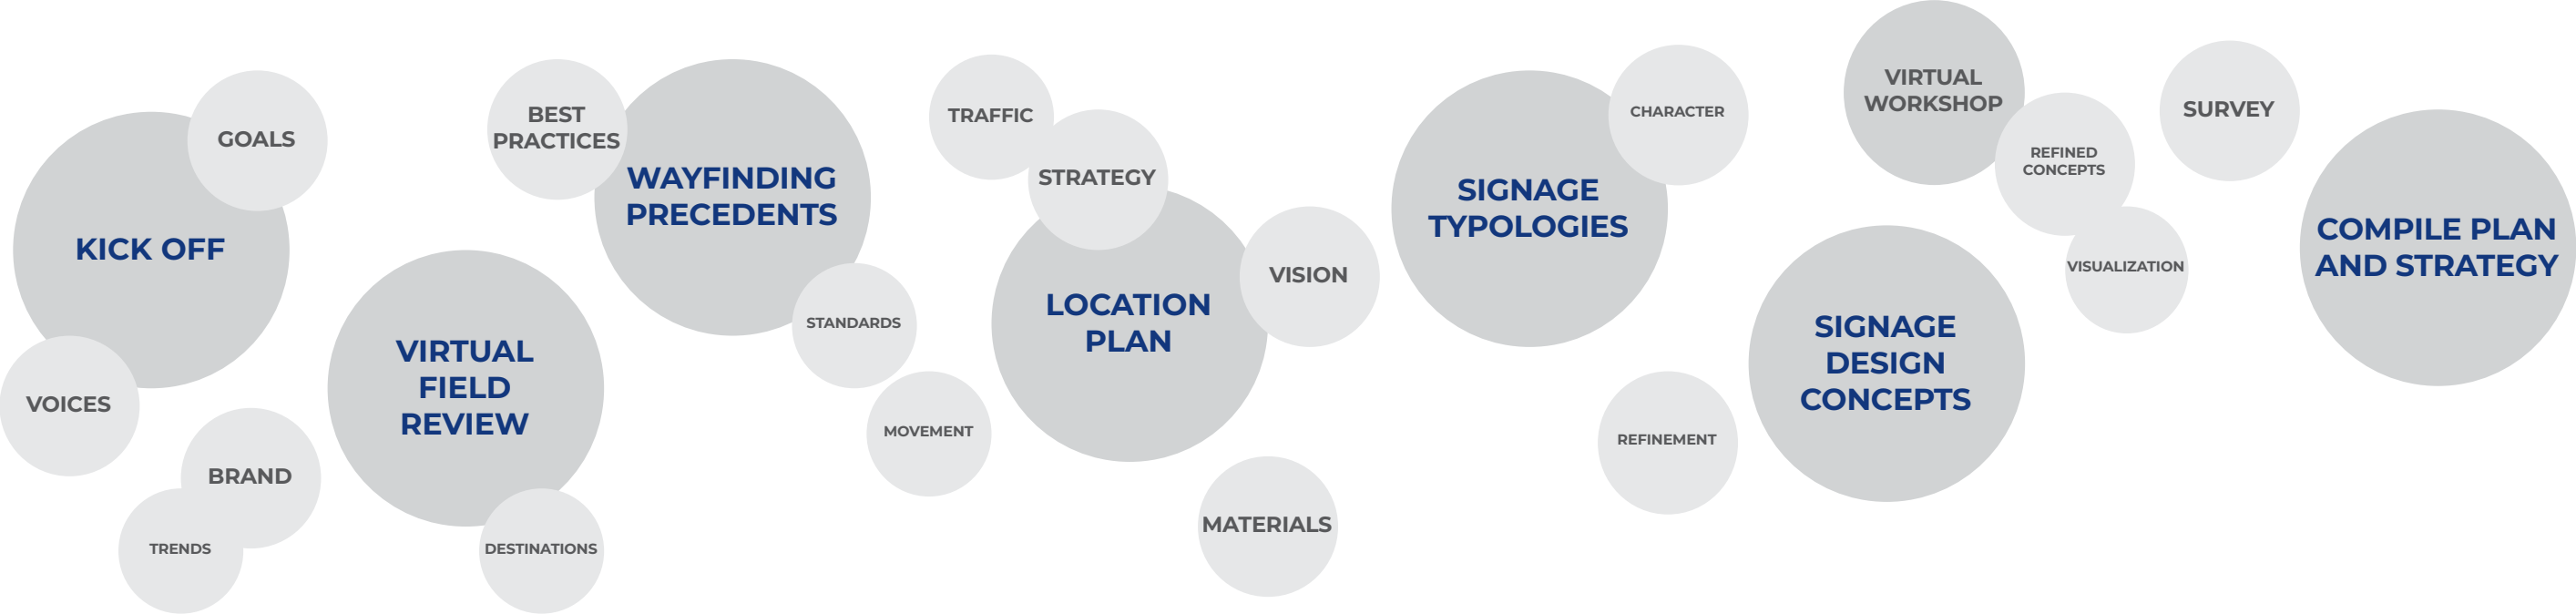 GOALS
KICK OFF
VOICES
BRAND
TRENDS
VIRTUAL
FIELD
REVIEW
DESTINATIONS
BEST
PRACTICES
WAYFINDING
PRECEDENTS
STANDARDS
MOVEMENT
TRAFFIC
STRATEGY
LOCATION
PLAN
VISION
MATERIALS
SIGNAGE
TYPOLOGIES
CHARACTER
REFINEMENT
VIRTUAL
WORKSHOP
SIGNAGE
DESIGN
CONCEPTS
REFINED
CONCEPTS
VISUALIZATION
SURVEY
COMPILE PLAN
AND STRATEGY